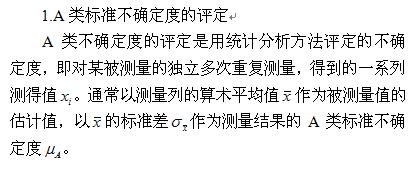 1.A 类标准不确定度的评定↵
A 类不确定度的评定是用统计分析方法评定的不确
定度，即对某被测量的独立多次重复测量，得到的一系列
测得值 xᵢ。通常以测量列的算术平均值 x̄ 作为被测量值的
估计值，以 x̄ 的标准差 σx̄ 作为测量结果的 A 类标准不确
定度 μA。